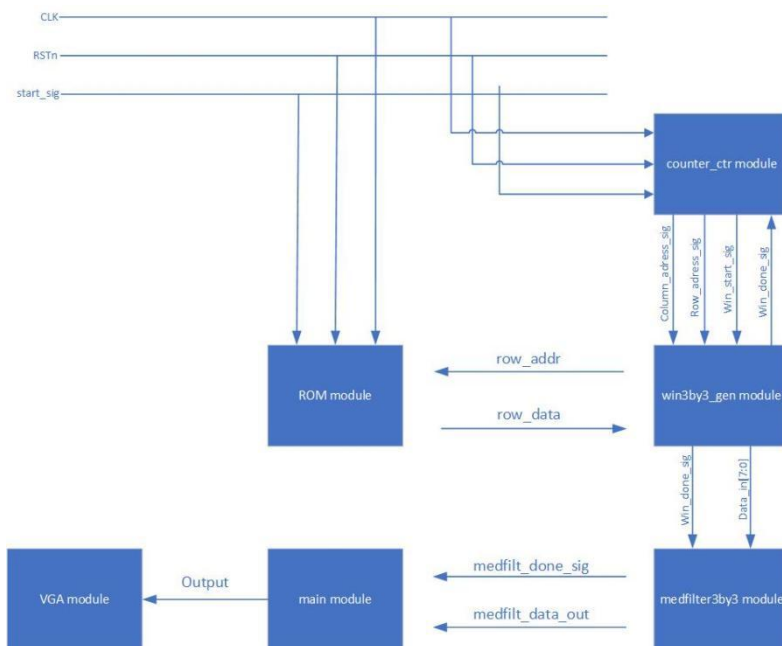 CLK
RSTn
start_sig
counter_ctr module
Column_adress_sig
Row_adress_sig
Win_start_sig
Win_done_sig
row_addr
ROM module
win3by3_gen module
row_data
Win_done_sig
Data_in[7:0]
medfilt_done_sig
Output
VGA module
main module
medfilter3by3 module
medfilt_data_out